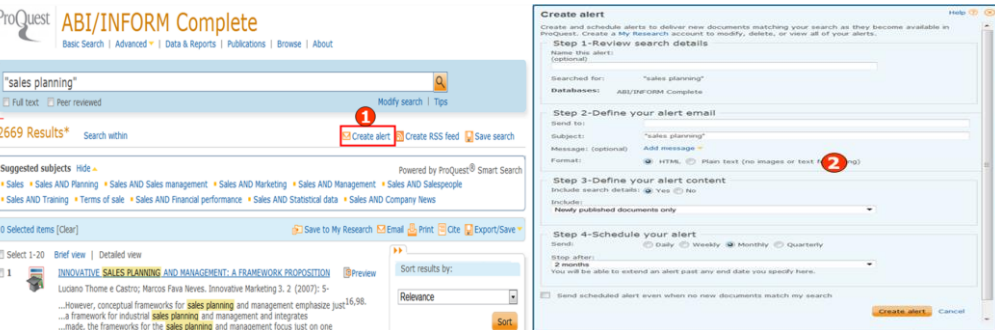 ProQuest
ABI/INFORM Complete
Basic Search | Advanced | Data & Reports | Publications | Browse | About
"sales planning"
Full text Peer reviewed
Modify search | Tips
1
2669 Results* Search within
Create alert Create RSS feed Save search
Suggested subjects Hide
Powered by ProQuest® Smart Search
Sales Sales AND Planning Sales AND Sales management Sales AND Marketing Sales AND Management Sales AND Salespeople
Sales AND Training Terms of sale Sales AND Financial performance Sales AND Statistical data Sales AND Company News
0 Selected items [Clear]
Save to My Research Email Print Cite Export/Save
Select 1-20 Brief view | Detailed view
1 INNOVATIVE SALES PLANNING AND MANAGEMENT: A FRAMEWORK PROPOSITION Preview
Luciano Thome e Castro; Marcos Fava Neves. Innovative Marketing 3. 2 (2007): 5-
16,98.
...However, conceptual frameworks for sales planning and management emphasize just
...a framework for industrial sales planning and management and integrates
...made, the frameworks for the sales planning and management focus just on one
Sort results by:
Relevance
Sort
Create alert
Help
Create and schedule alerts to deliver new documents matching your search as they become available in
ProQuest. Create a My Research account to modify, delete, or view all of your alerts.
Step 1-Review search details
Name this alert:
(optional)
Searched for: "sales planning"
Databases: ABI/INFORM Complete
Step 2-Define your alert email
Send to:
Subject: "sales planning"
Message: (optional) Add message
Format: HTML Plain text (no images or text
2
Step 3-Define your alert content
Include search details: Yes No
Include:
Newly published documents only
Step 4-Schedule your alert
Send: Daily Weekly Monthly Quarterly
Stop after:
2 months
You will be able to extend an alert past any end date you specify here.
Send scheduled alert even when no new documents match my search
Create alert Cancel